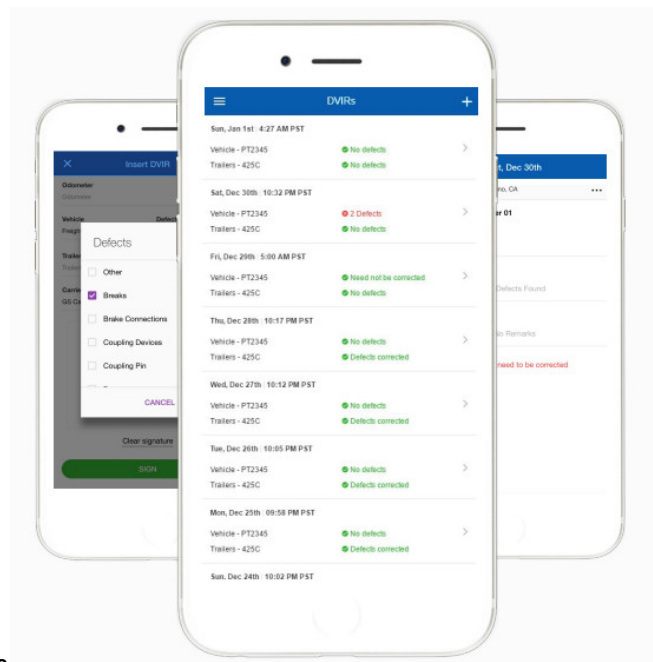 Insert DVIR
Odometer
Odometer
Vehicle
Defects
Breaks
Other
Brake Connections
Coupling Devices
Coupling Pin
CANCEL
Clear signature
SIGN
DVIRs
Sun, Jan 1st 4:27 AM PST
Vehicle - PT2345 No defects
Trailers - 425C No defects
Sat, Dec 30th 10:32 PM PST
Vehicle - PT2345 2 Defects
Trailers - 425C No defects
Fri, Dec 29th 5:00 AM PST
Vehicle - PT2345 Need not be corrected
Trailers - 425C No defects
Thu, Dec 28th 10:17 PM PST
Vehicle - PT2345 No defects
Trailers - 425C Defects corrected
Wed, Dec 27th 10:12 PM PST
Vehicle - PT2345 No defects
Trailers - 425C Defects corrected
Tue, Dec 26th 10:05 PM PST
Vehicle - PT2345 No defects
Trailers - 425C Defects corrected
Mon, Dec 25th 09:58 PM PST
Vehicle - PT2345 No defects
Trailers - 425C Defects corrected
Sun, Dec 24th 10:02 PM PST
Dec 30th
CA
01
Defects Found
Remarks
need to be corrected